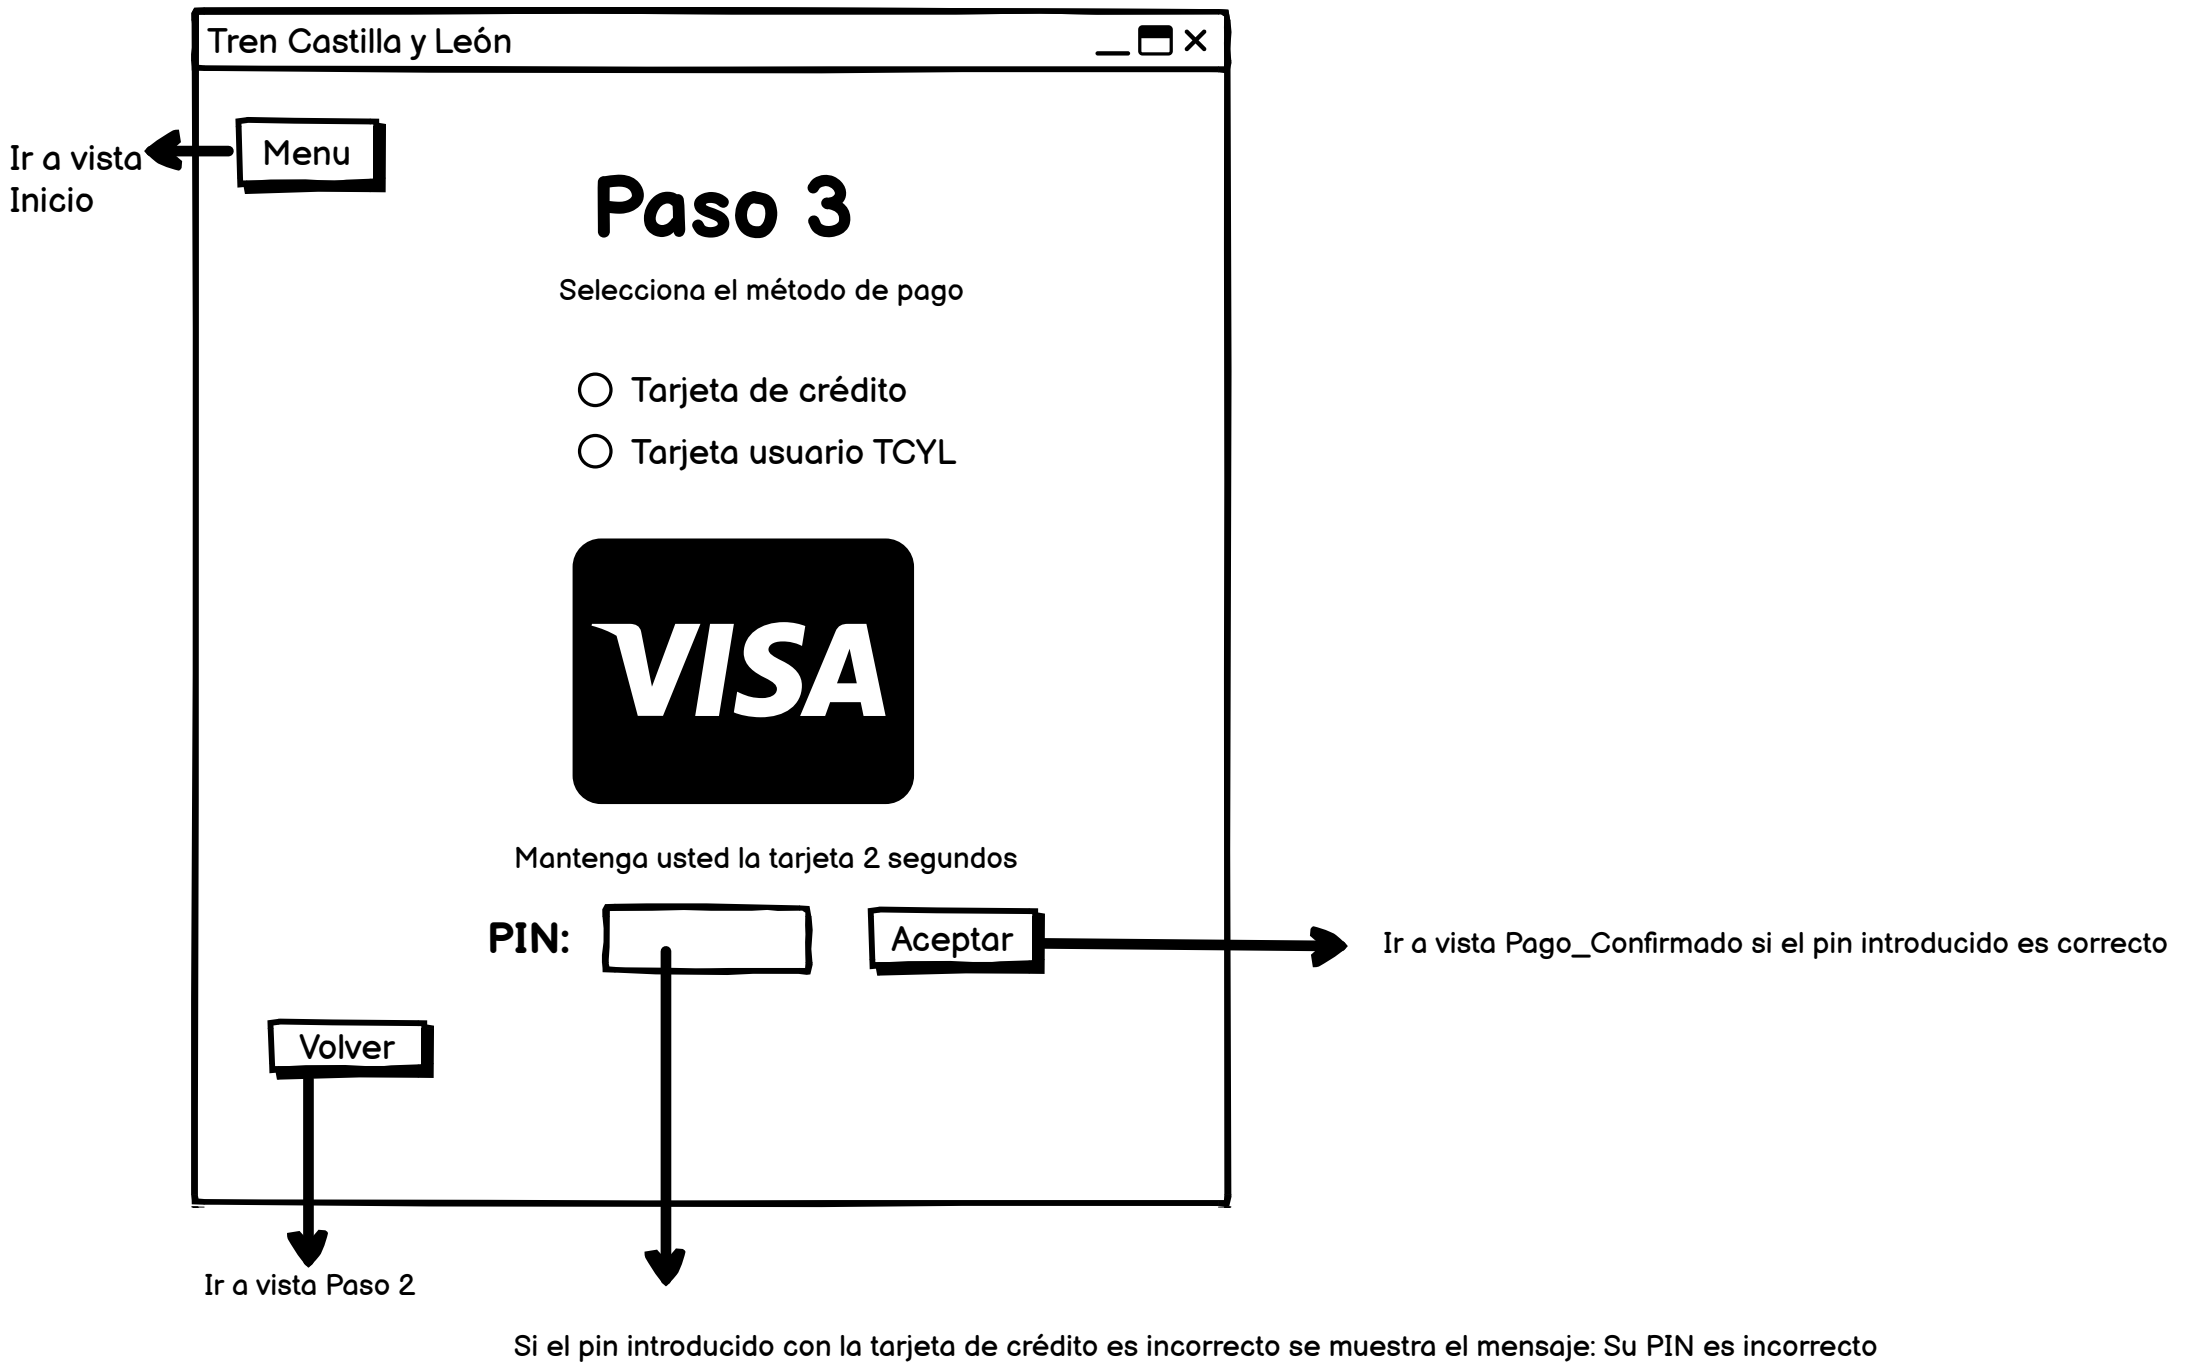 Tren Castilla y León
Menu
Ir a vista
Inicio
Paso 3
Selecciona el método de pago
Tarjeta de crédito
Tarjeta usuario TCYL
VISA
Mantenga usted la tarjeta 2 segundos
PIN:
Aceptar
Ir a vista Pago_Confirmado si el pin introducido es correcto
Volver
Ir a vista Paso 2
Si el pin introducido con la tarjeta de crédito es incorrecto se muestra el mensaje: Su PIN es incorrecto